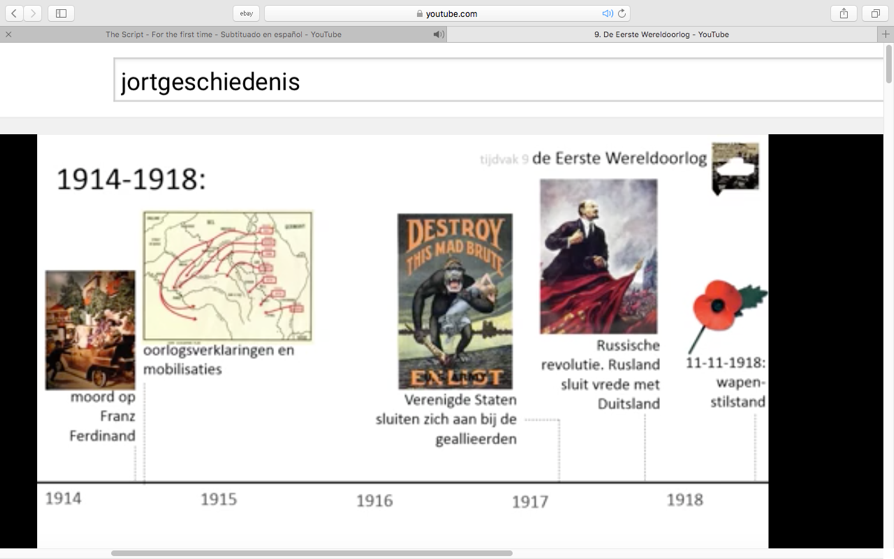 ebay
youtube.com
The Script - For the first time - Subtituado en español - YouTube
9. De Eerste Wereldoorlog - YouTube
jortgeschiedenis
tijdvak 9 de Eerste Wereldoorlog
1914-1918:
DESTROY
THIS MAD BRUTE
ENLIST
U.S. ARMY
moord op
Franz
Ferdinand
oorlogsverklaringen en
mobilisaties
Verenigde Staten
sluiten zich aan bij de
geallieerden
Russische
revolutie. Rusland
sluit vrede met
Duitsland
11-11-1918:
wapen-
stilstand
1914
1915
1916
1917
1918